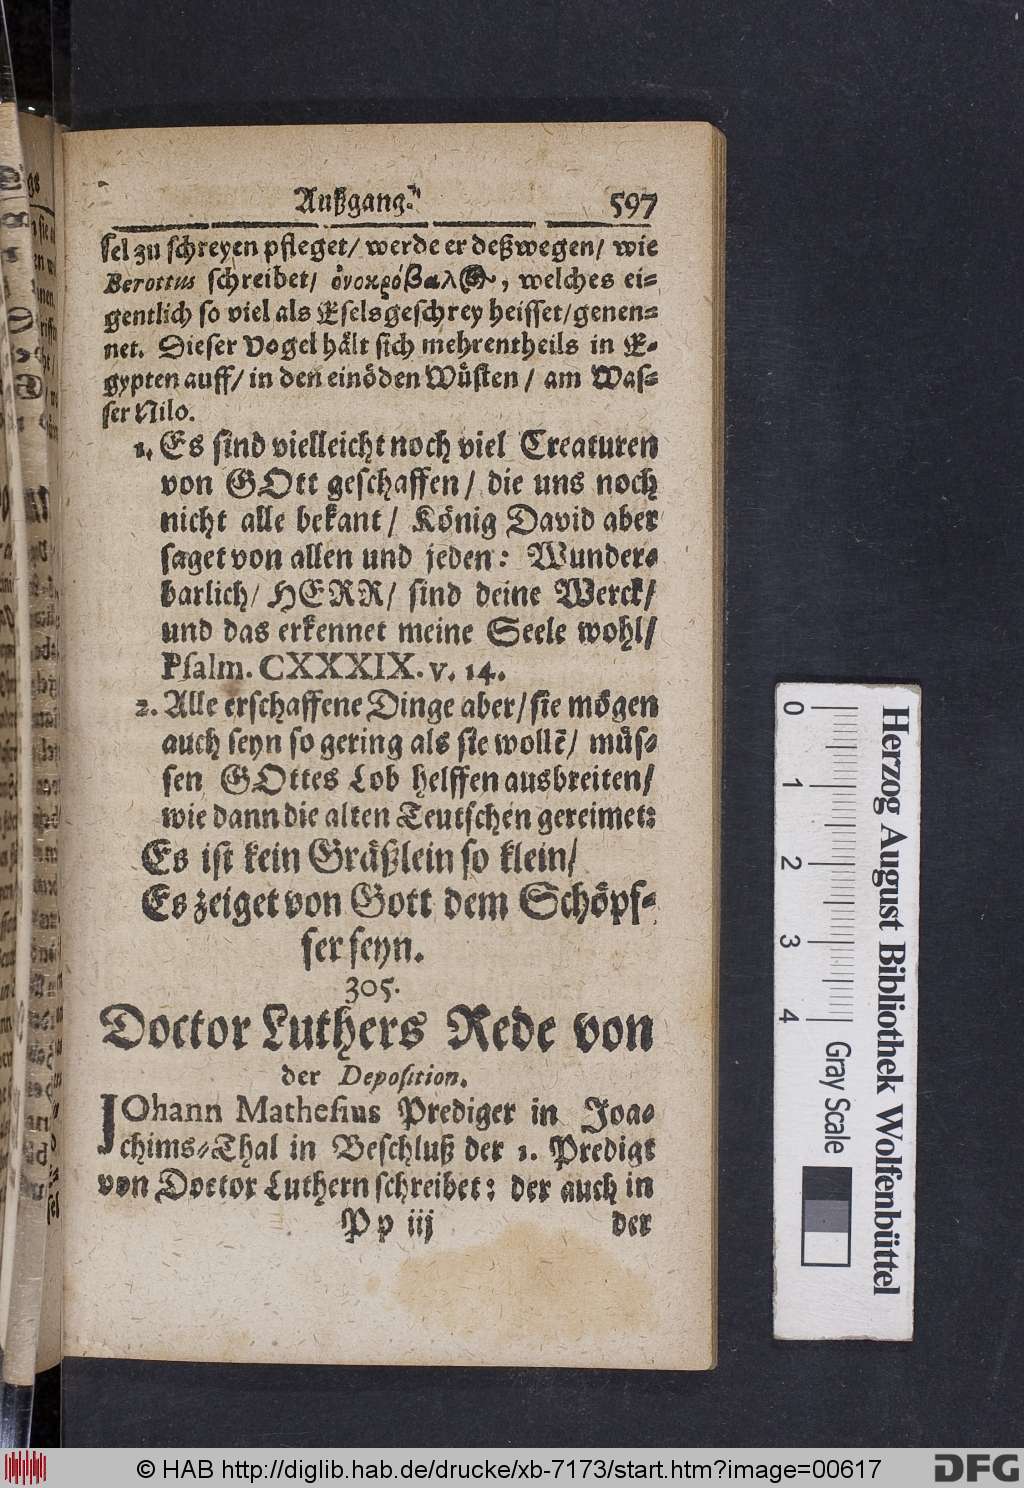 Außgang.
597
sel zu schreyen pfleget/ werde er deßwegen/ wie
Berottus schreibet/ welches ei-
gentlich so viel als Eselsgeschrey heisset/ genen-
net. Dieser Vogel hält sich mehrentheils in E-
gypten auff/ in den einöden Wüsten/ am Was-
ser Nilo.
1. Es sind vielleicht noch viel Creaturen
von GOtt geschaffen/ die uns noch
nicht alle bekant/ König David aber
saget von allen und jeden: Wunder-
barlich/ HERR/ sind deine Werck/
und das erkennet meine Seele wohl/
Psalm. CXXXIX. v. 14.
2. Alle erschaffene Dinge aber/ sie mögen
auch seyn so gering als sie wollẽ/ müs-
sen GOttes Lob helffen ausbreiten/
wie dann die alten Teutschen gereimet:
Es ist kein Gräßlein so klein/
Es zeiget von Gott dem Schöpf-
fer seyn.
305.
Doctor Luthers Rede von
der Deposition.
JOhann Mathesius Prediger in Joa-
chims-Thal in Beschluß der 1. Predigt
von Doctor Luthern schreibet: der auch in
Pp iij
der
Herzog August Bibliothek Wolfenbüttel
0 1 2 3 4 Gray Scale
© HAB http://diglib.hab.de/drucke/xb-7173/start.htm?image=00617
DFG